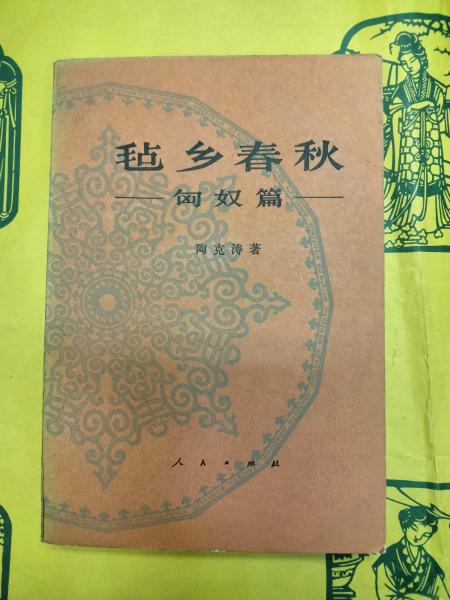 毡乡春秋
—匈奴篇—
陶克涛著
人民出版社